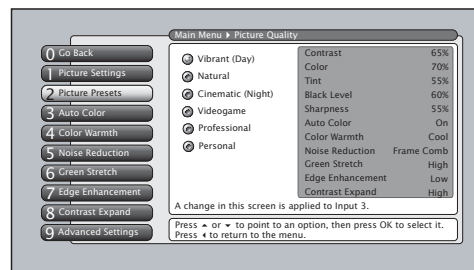 Main Menu ▸ Picture Quality
0 Go Back
1 Picture Settings
2 Picture Presets
3 Auto Color
4 Color Warmth
5 Noise Reduction
6 Green Stretch
7 Edge Enhancement
8 Contrast Expand
9 Advanced Settings
Vibrant (Day)
Natural
Cinematic (Night)
Videogame
Professional
Personal
Contrast 65%
Color 70%
Tint 55%
Black Level 60%
Sharpness 55%
Auto Color On
Color Warmth Cool
Noise Reduction Frame Comb
Green Stretch High
Edge Enhancement Low
Contrast Expand High
A change in this screen is applied to Input 3.
Press ▴ or ▾ to point to an option, then press OK to select it.
Press ◂ to return to the menu.